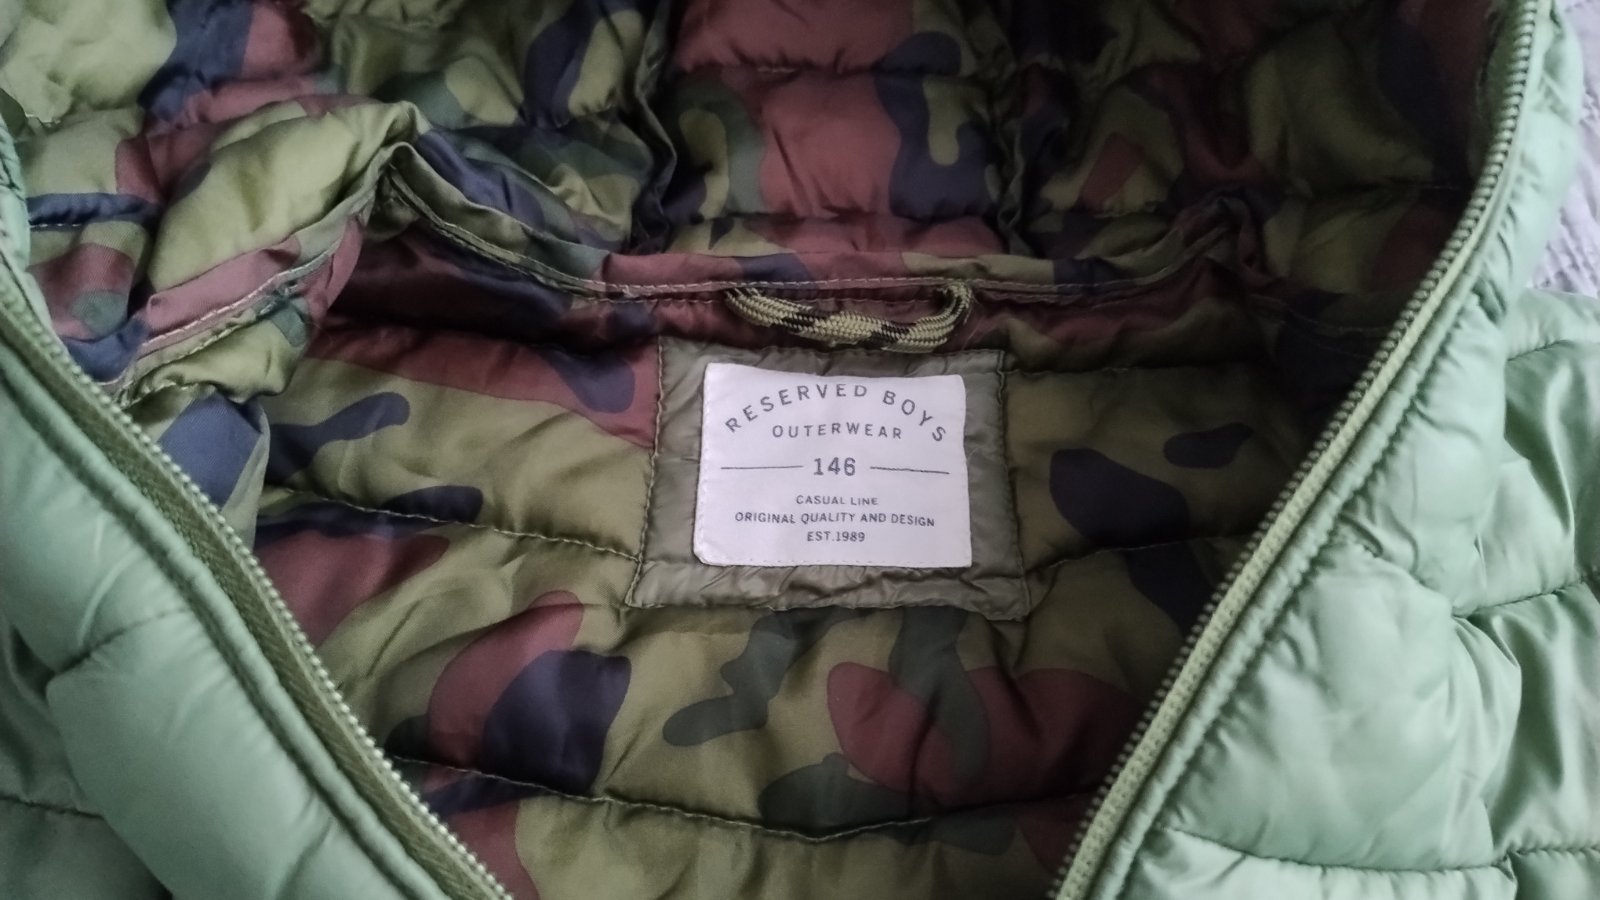 RESERVED BOYS
OUTERWEAR
146
CASUAL LINE
ORIGINAL QUALITY AND DESIGN
EST.1989